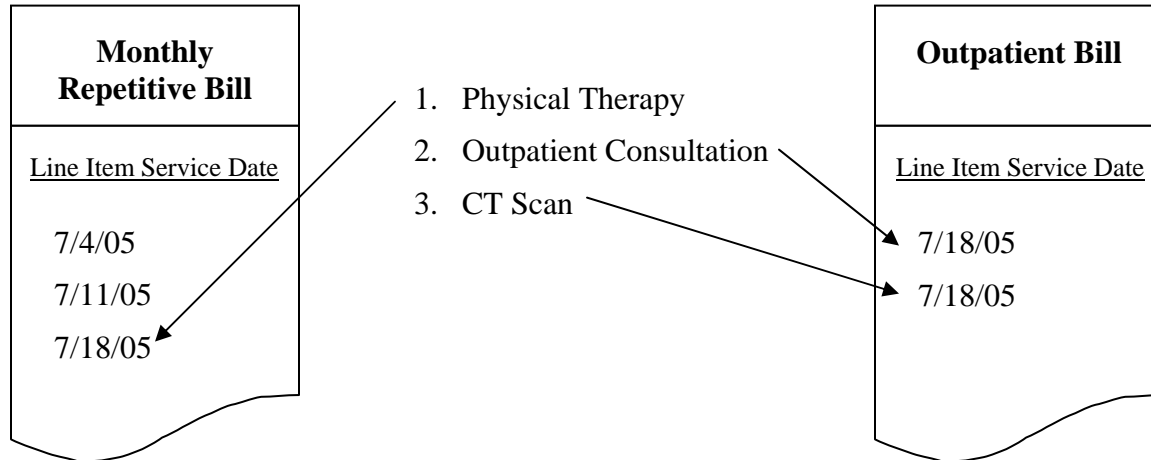 Monthly
Repetitive Bill
Line Item Service Date
7/4/05
7/11/05
7/18/05
1. Physical Therapy
2. Outpatient Consultation
3. CT Scan
Outpatient Bill
Line Item Service Date
7/18/05
7/18/05